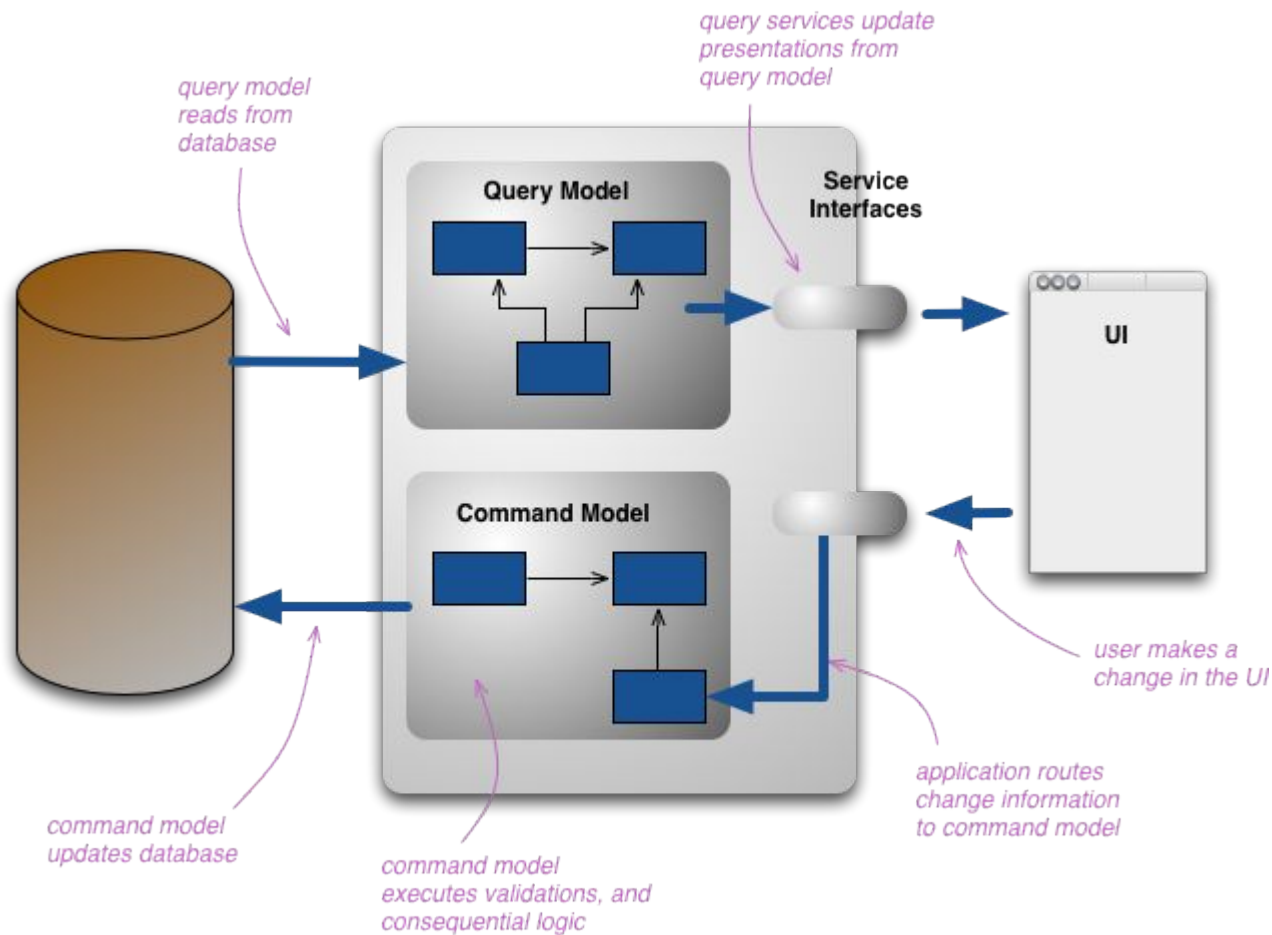 query services update
presentations from
query model
query model
reads from
database
Query Model
Service
Interfaces
UI
Command Model
user makes a
change in the UI
application routes
change information
to command model
command model
updates database
command model
executes validations, and
consequential logic